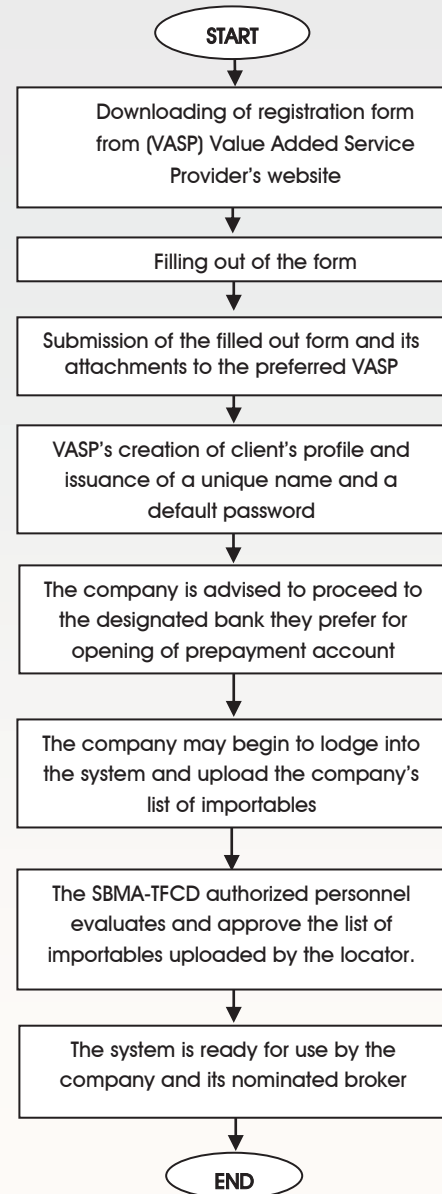 START
Downloading of registration form
from (VASP) Value Added Service
Provider's website
Filling out of the form
Submission of the filled out form and its
attachments to the preferred VASP
VASP's creation of client's profile and
issuance of a unique name and a
default password
The company is advised to proceed to
the designated bank they prefer for
opening of prepayment account
The company may begin to lodge into
the system and upload the company's
list of importables
The SBMA-TFCD authorized personnel
evaluates and approve the list of
importables uploaded by the locator.
The system is ready for use by the
company and its nominated broker
END